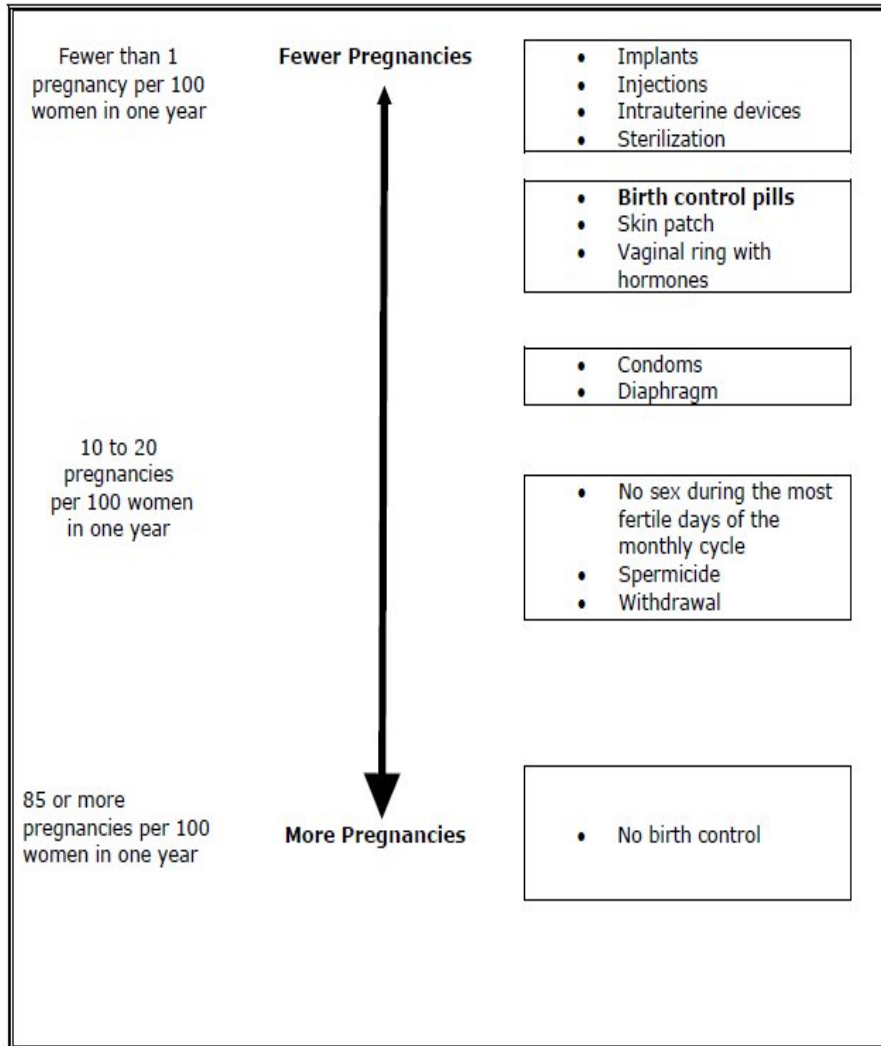 Fewer than 1
pregnancy per 100
women in one year
Fewer Pregnancies
• Implants
• Injections
• Intrauterine devices
• Sterilization
• Birth control pills
• Skin patch
• Vaginal ring with
hormones
• Condoms
• Diaphragm
10 to 20
pregnancies
per 100 women
in one year
• No sex during the most
fertile days of the
monthly cycle
• Spermicide
• Withdrawal
85 or more
pregnancies per 100
women in one year
More Pregnancies
• No birth control